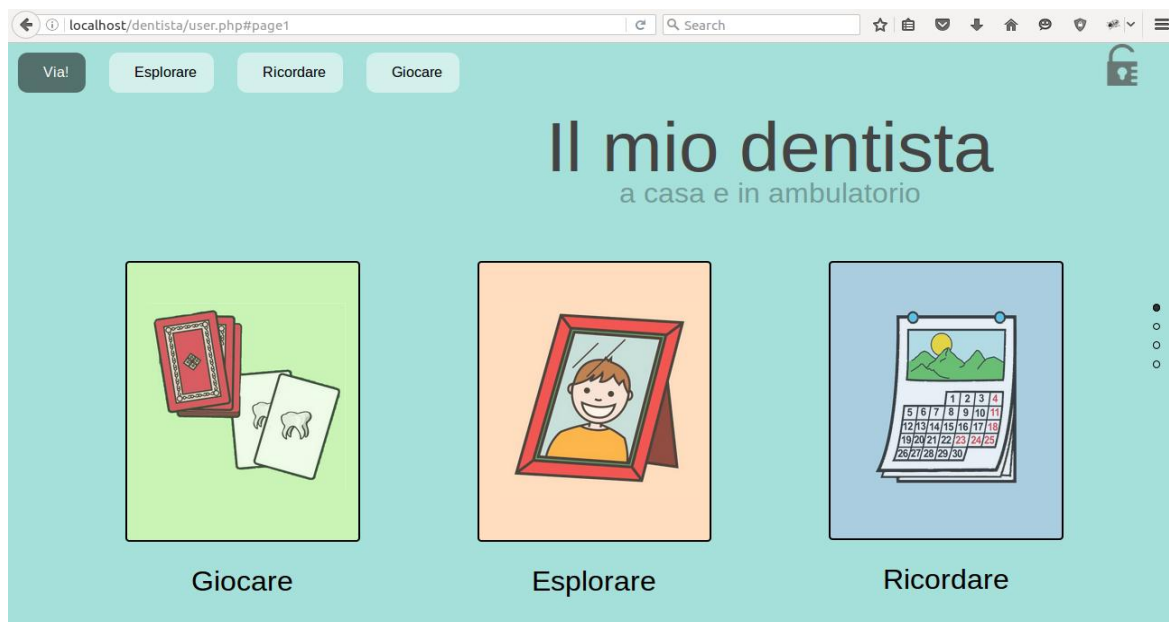 localhost/dentista/user.php#page1
Search
Via!
Esplorare
Ricordare
Giocare
Il mio dentista
a casa e in ambulatorio
1 2 3 4
5 6 7 8 9 10 11
12 13 14 15 16 17 18
19 20 21 22 23 24 25
26 27 28 29 30
Giocare
Esplorare
Ricordare